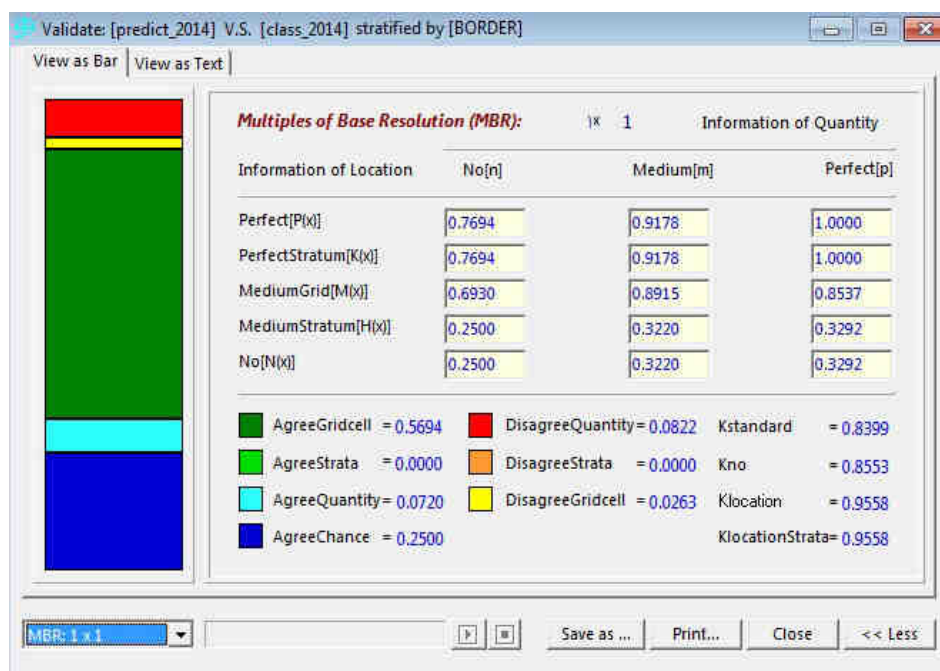 Validate: [predict_2014] V.S. [class_2014] stratified by [BORDER]
View as Bar View as Text
Multiples of Base Resolution (MBR): )x 1 Information of Quantity
Information of Location No[n] Medium[m] Perfect[p]
Perfect[P(x)] 0.7694 0.9178 1.0000
PerfectStratum[K(x)] 0.7694 0.9178 1.0000
MediumGrid[M(x)] 0.6930 0.8915 0.8537
MediumStratum[H(x)] 0.2500 0.3220 0.3292
No[N(x)] 0.2500 0.3220 0.3292
AgreeGridcell = 0.5694 DisagreeQuantity= 0.0822 Kstandard = 0.8399
AgreeStrata = 0.0000 DisagreeStrata = 0.0000 Kno = 0.8553
AgreeQuantity= 0.0720 DisagreeGridcell = 0.0263 Klocation = 0.9558
AgreeChance = 0.2500 KlocationStrata= 0.9558
MBR: 1 x 1 Save as ... Print... Close << Less